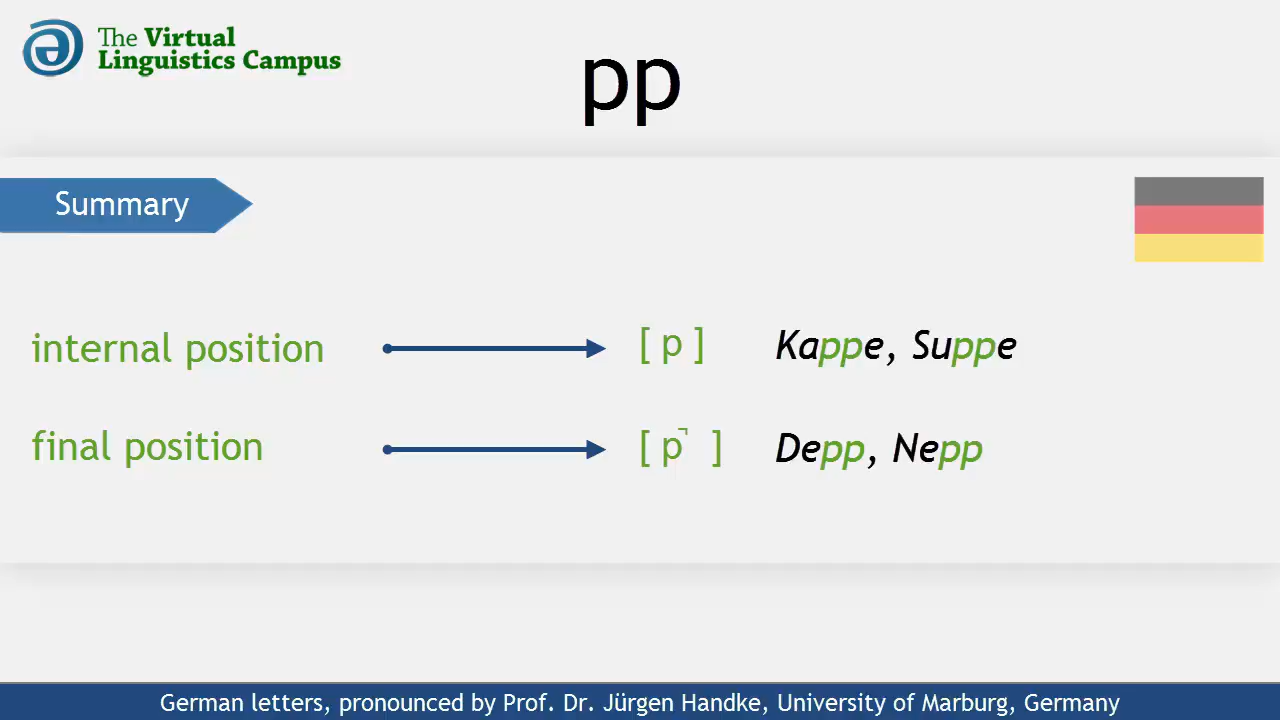 The Virtual
Linguistics Campus
pp
Summary
internal position [ p ] Kappe, Suppe
final position [ p̚ ] Depp, Nepp
German letters, pronounced by Prof. Dr. Jürgen Handke, University of Marburg, Germany